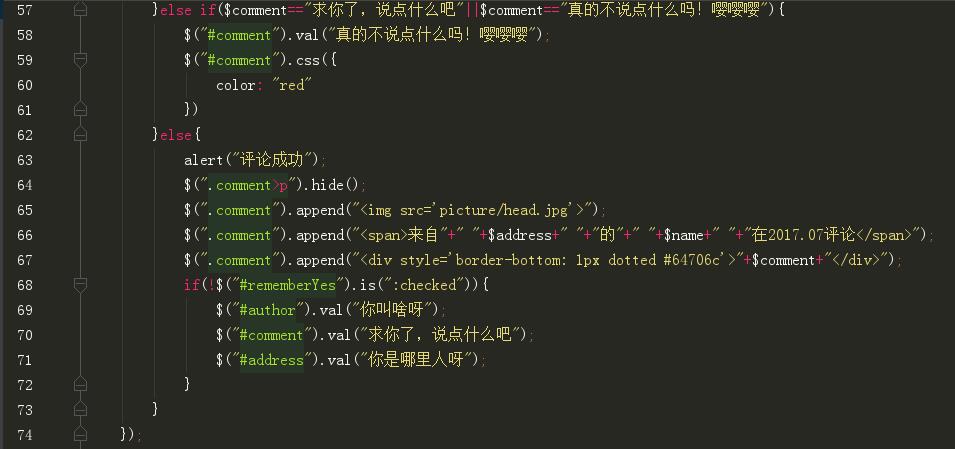 57 }else if($comment=="求你了，说点什么吧"||$comment=="真的不说点什么吗！嘤嘤嘤"){
58 $("#comment").val("真的不说点什么吗！嘤嘤嘤");
59 $("#comment").css({
60 color: "red"
61 })
62 }else{
63 alert("评论成功");
64 $(".comment>p").hide();
65 $(".comment").append("<img src='picture/head.jpg'>");
66 $(".comment").append("<span>来自"+" "+$address+" "+"的"+" "+$name+" "+"在2017.07评论</span>");
67 $(".comment").append("<div style='border-bottom: 1px dotted #64706c'>"+$comment+"</div>");
68 if(!$("#rememberYes").is(":checked")){
69 $("#author").val("你叫啥呀");
70 $("#comment").val("求你了，说点什么吧");
71 $("#address").val("你是哪里人呀");
72 }
73 }
74 });